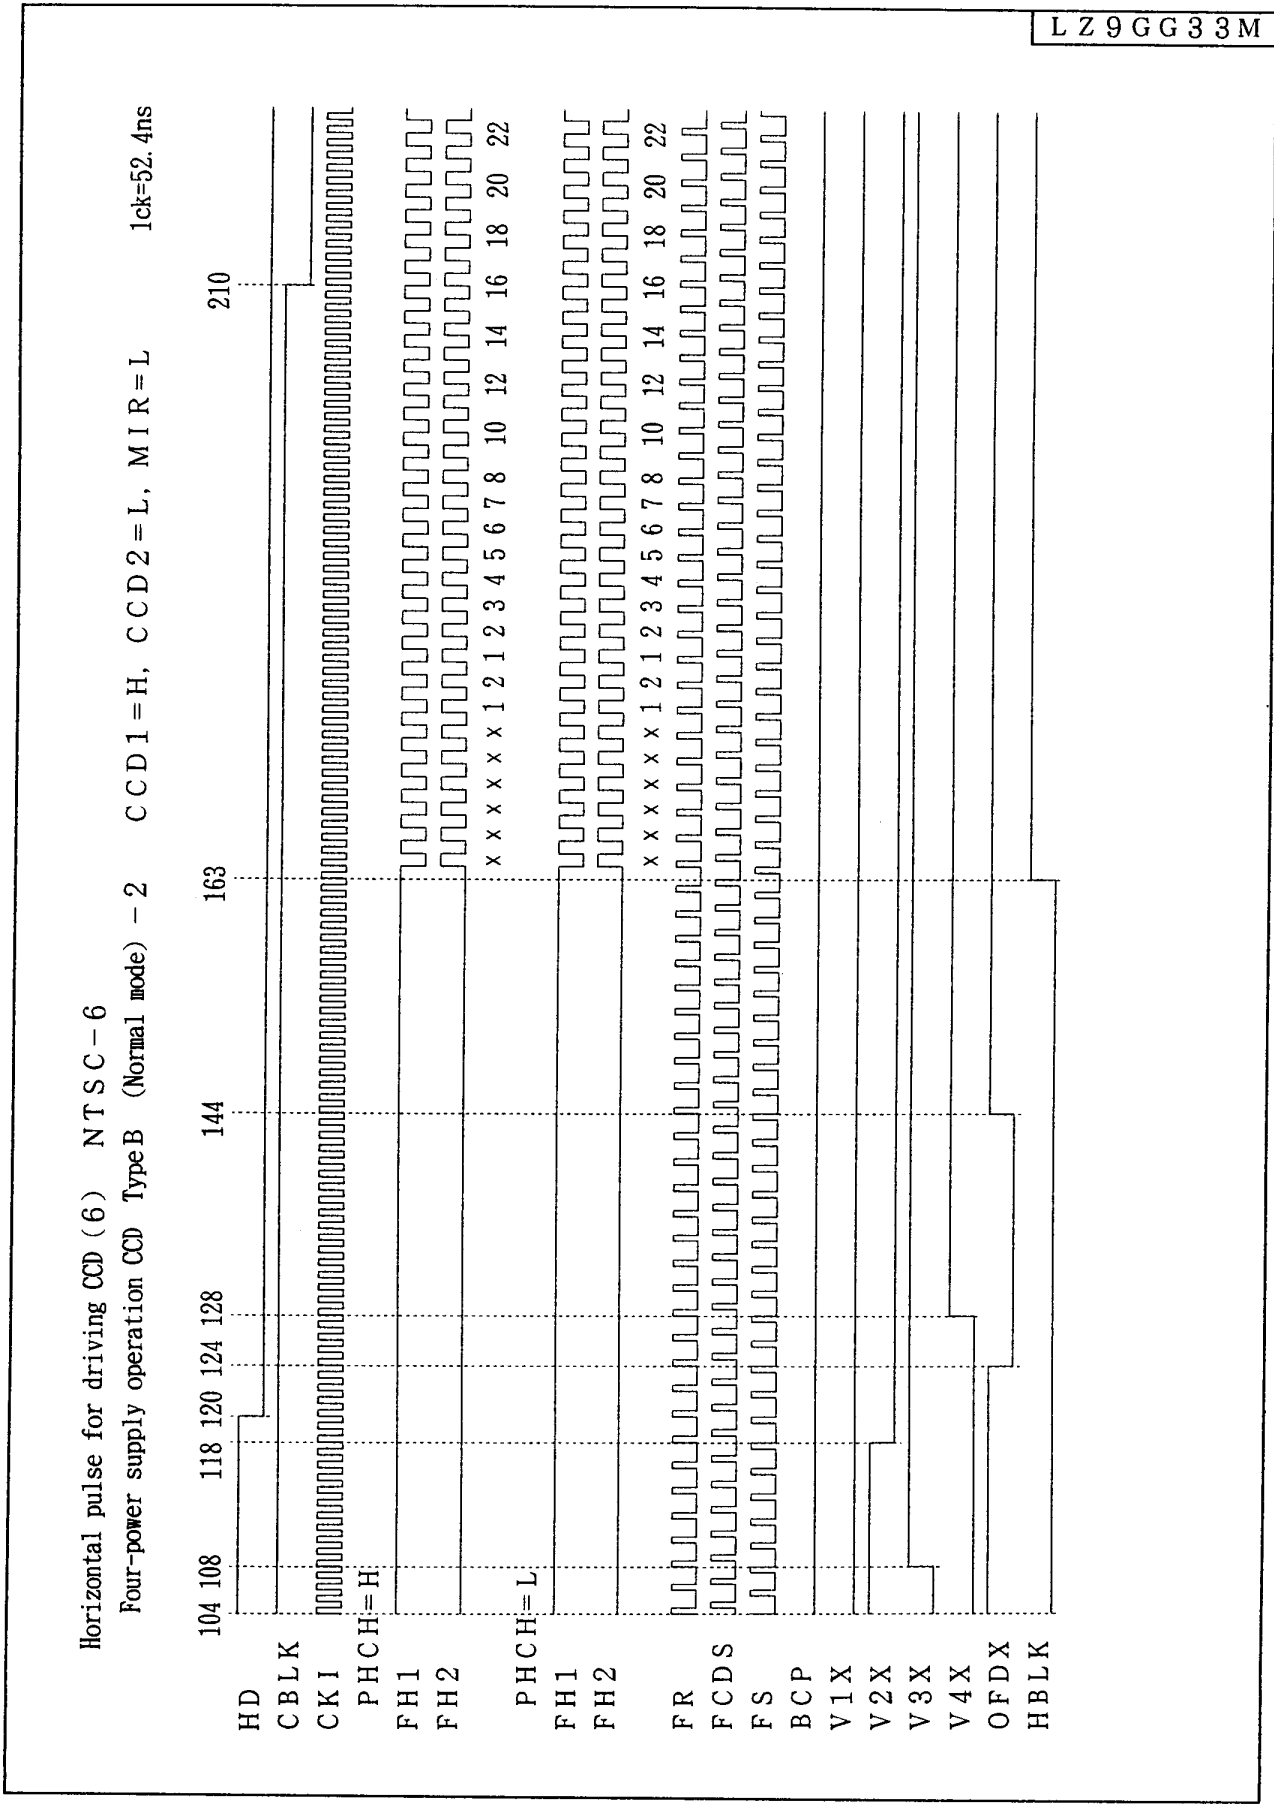 LZ9GG33M
Horizontal pulse for driving CCD (6) NTSC-6
Four-power supply operation CCD Type B (Normal mode) -2 CCD1=H, CCD2=L, MIR=L 1ck=52.4ns
104 108 118 120 124 128 144 163 210
HD
CBLK
CKI
PHCH=H
FH1
FH2
x x x x x x 1 2 1 2 3 4 5 6 7 8 10 12 14 16 18 20 22
PHCH=L
FH1
FH2
x x x x x x 1 2 1 2 3 4 5 6 7 8 10 12 14 16 18 20 22
FR
FCDS
FS
BCP
V1X
V2X
V3X
V4X
OFDX
HBLK